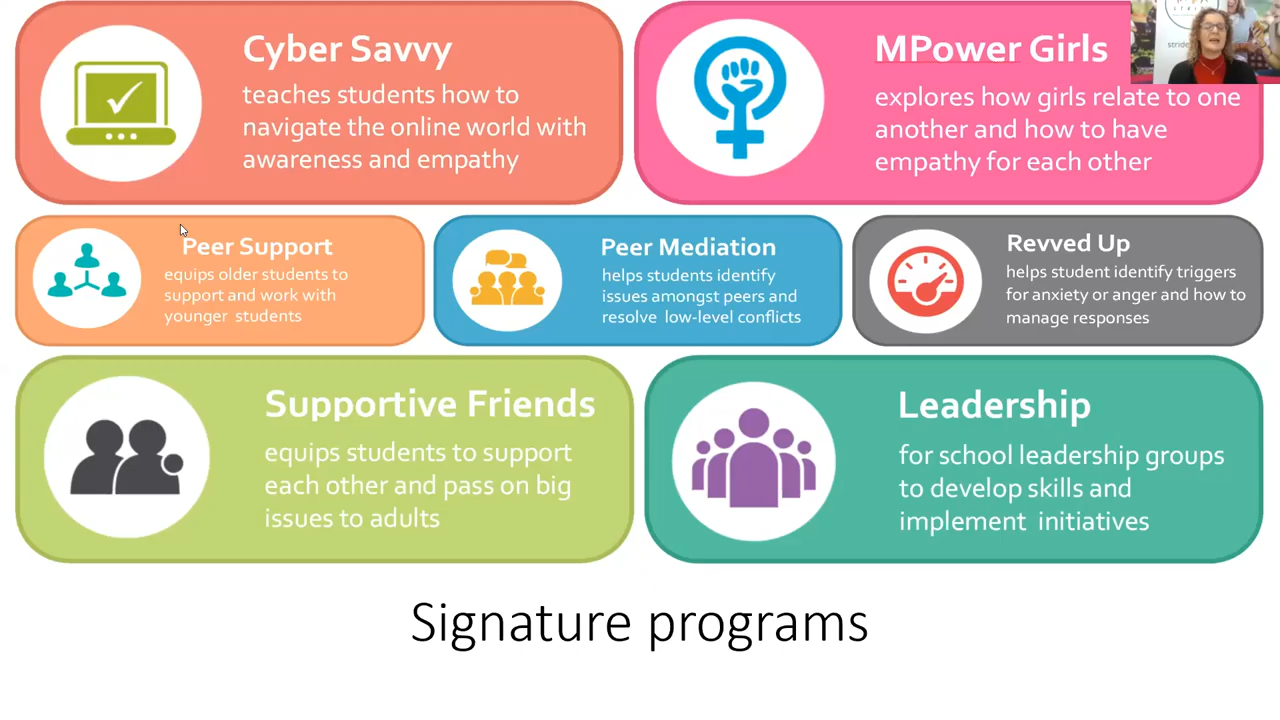 Cyber Savvy
teaches students how to
navigate the online world with
awareness and empathy
MPower Girls
explores how girls relate to one
another and how to have
empathy for each other
Peer Support
equips older students to
support and work with
younger students
Peer Mediation
helps students identify
issues amongst peers and
resolve low-level conflicts
Revved Up
helps student identify triggers
for anxiety or anger and how to
manage responses
Supportive Friends
equips students to support
each other and pass on big
issues to adults
Leadership
for school leadership groups
to develop skills and
implement initiatives
Signature programs